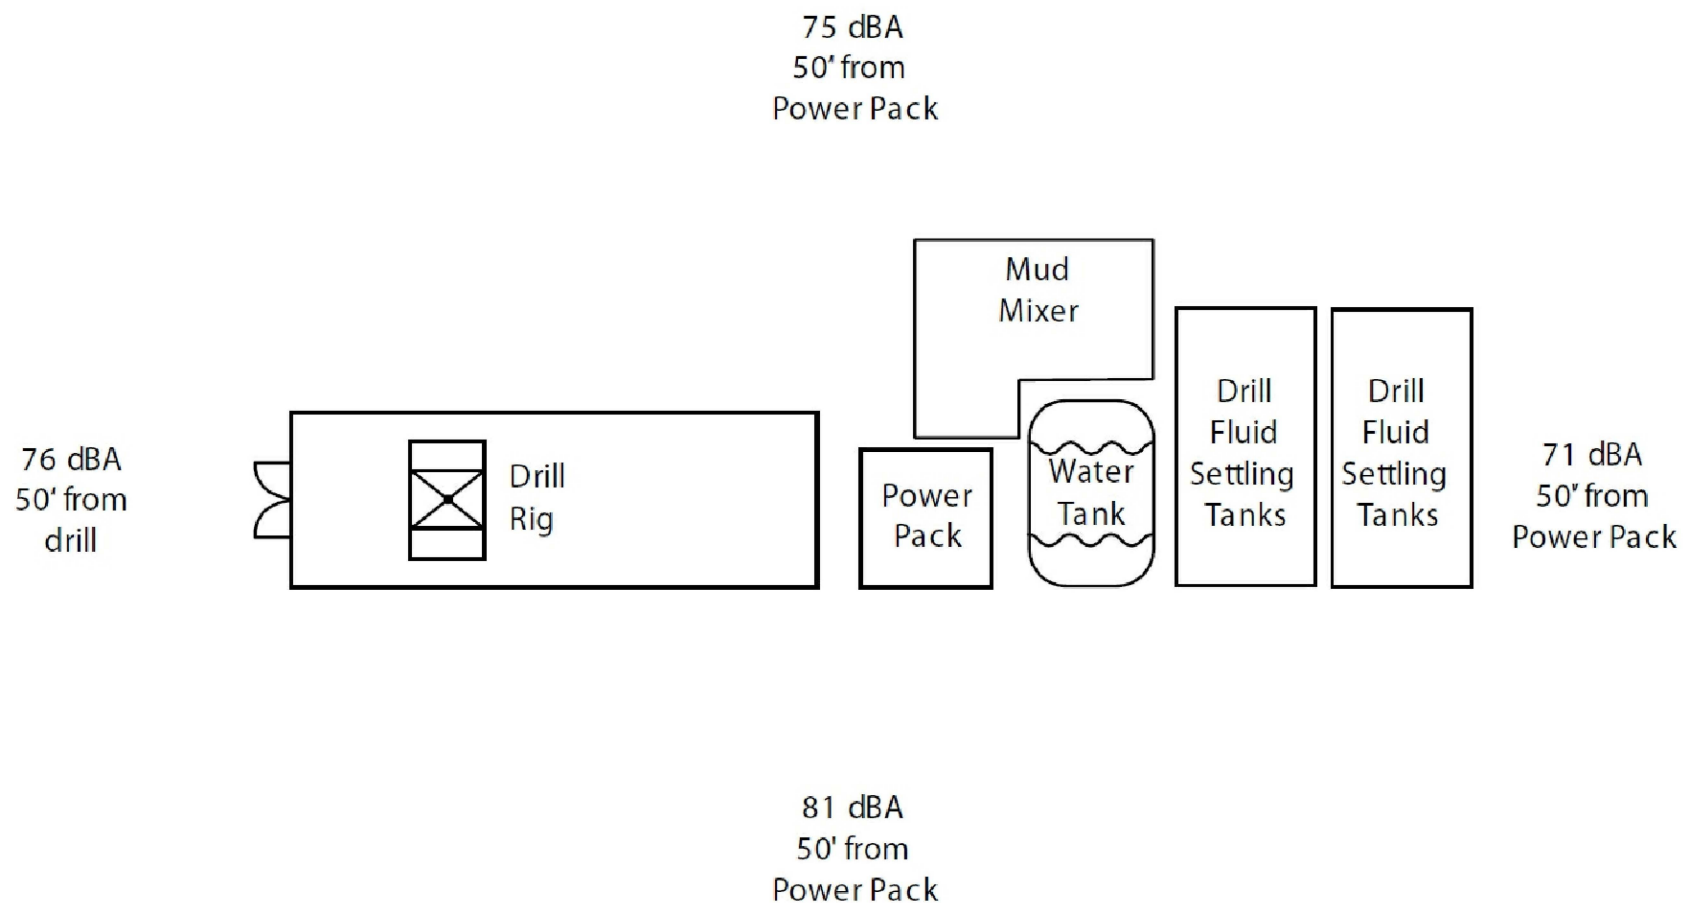 75 dBA
50' from
Power Pack
Mud
Mixer
Drill
Fluid
Settling
Tanks
Drill
Fluid
Settling
Tanks
76 dBA
50' from
drill
Drill
Rig
Power
Pack
Water
Tank
71 dBA
50' from
Power Pack
81 dBA
50' from
Power Pack